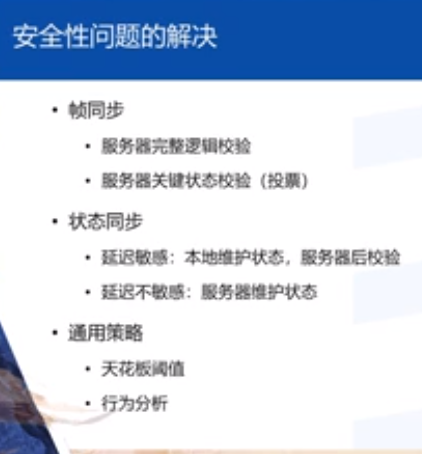 安全性问题的解决
• 帧同步
• 服务器完整逻辑校验
• 服务器关键状态校验（投票）
• 状态同步
• 延迟敏感：本地维护状态，服务器后校验
• 延迟不敏感：服务器维护状态
• 通用策略
• 天花板阈值
• 行为分析